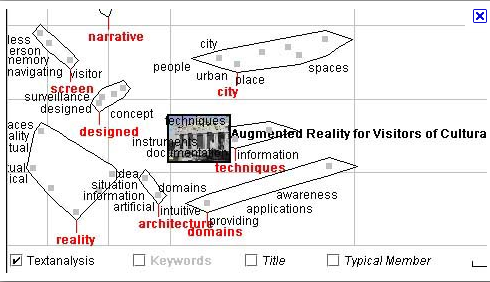 narrative
city
less
erson
memory
navigating
visitor
screen
people
urban
place
spaces
city
surveillance
designed
concept
designed
techniques
Augmented Reality for Visitors of Cultura
instruments
documentation
information
techniques
aces
ality
tual
tual
ical
idea
situation
information
artificial
domains
intuitive
architecture
domains
providing
awareness
applications
reality
Textanalysis
Keywords
Title
Typical Member